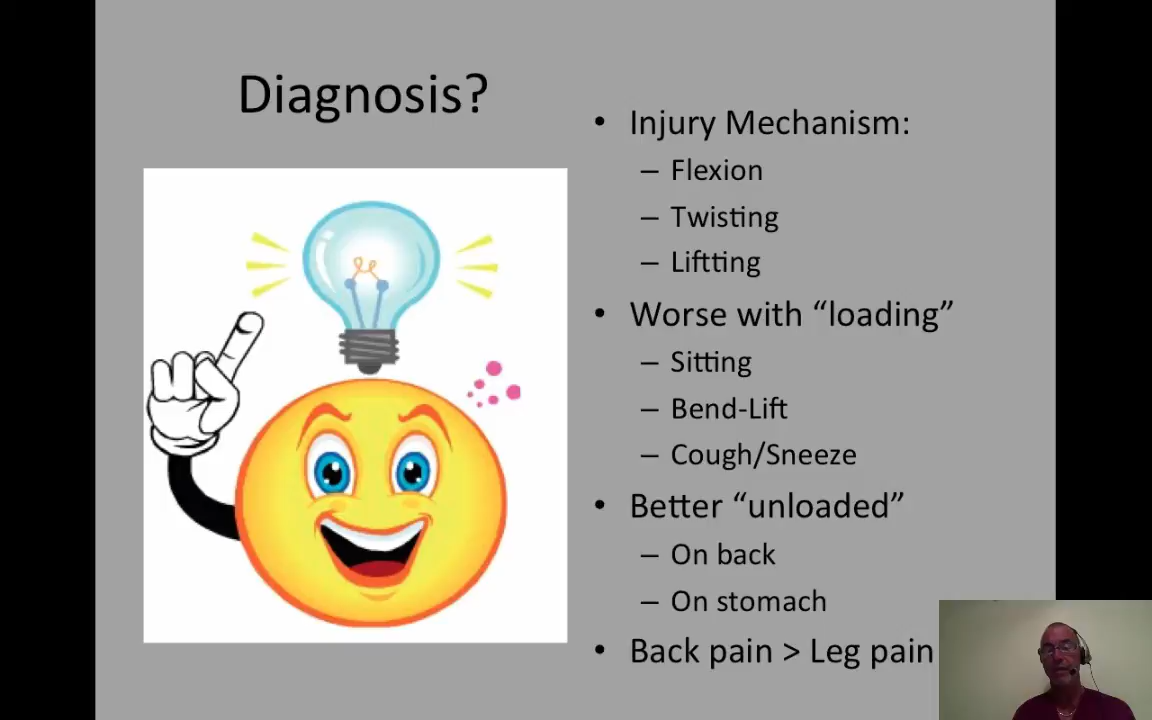 Diagnosis?
• Injury Mechanism:
– Flexion
– Twisting
– Liftting
• Worse with “loading”
– Sitting
– Bend-Lift
– Cough/Sneeze
• Better “unloaded”
– On back
– On stomach
• Back pain > Leg pain